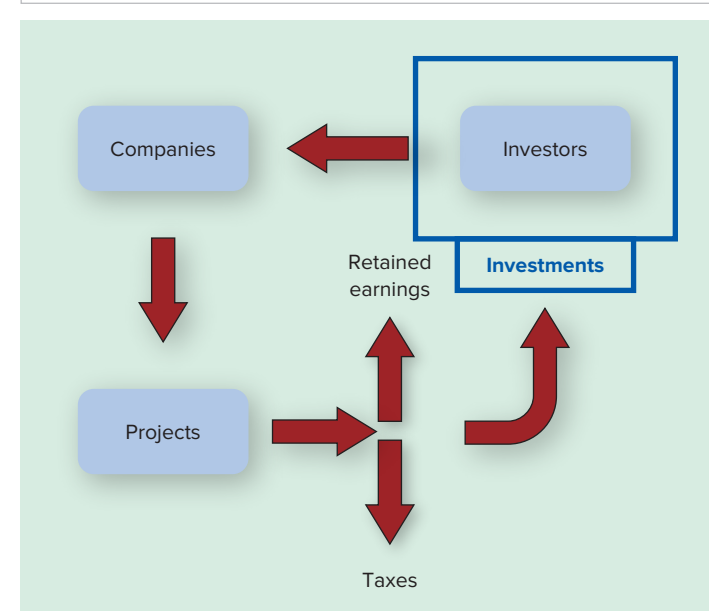 Companies
Investors
Retained
earnings
Investments
Projects
Taxes